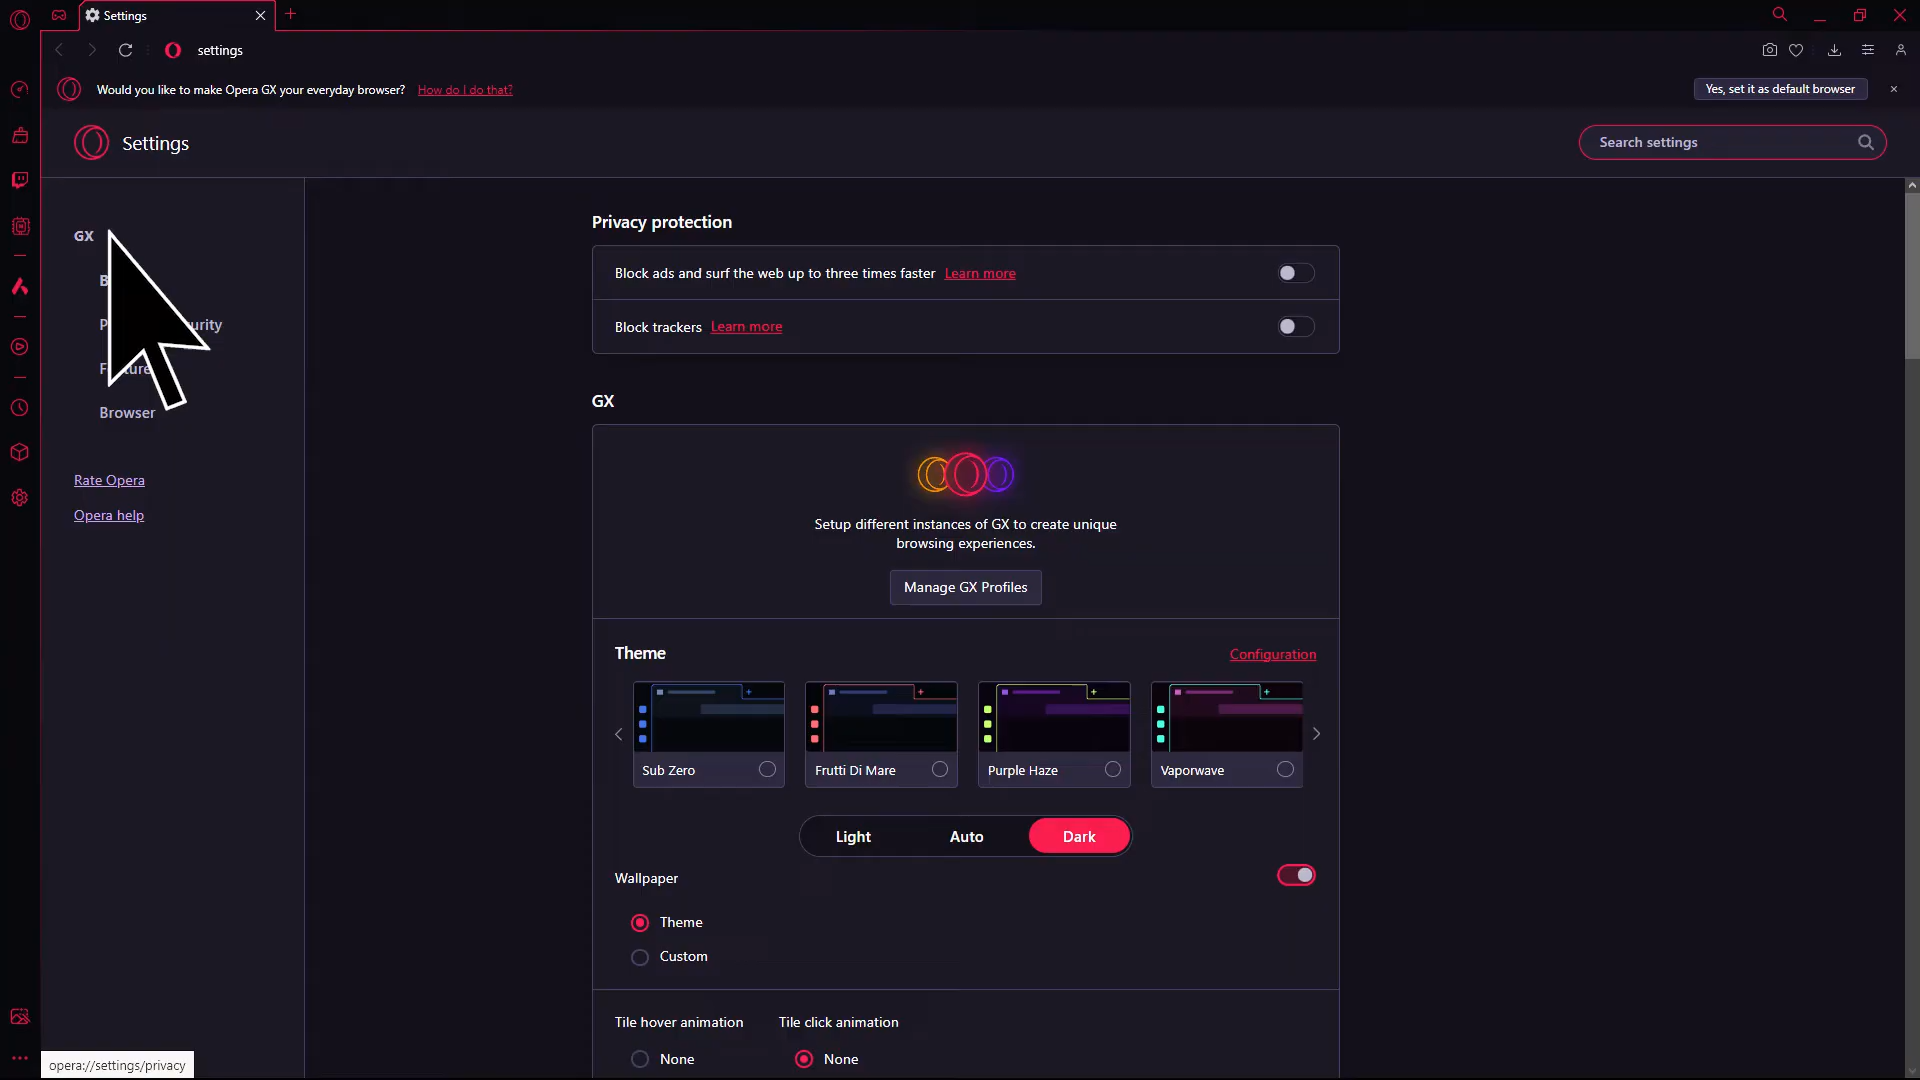 Settings
settings
Would you like to make Opera GX your everyday browser? How do I do that?
Yes, set it as default browser
Settings
Search settings
GX
Browser
Rate Opera
Opera help
Privacy protection
Block ads and surf the web up to three times faster Learn more
Block trackers Learn more
GX
Setup different instances of GX to create unique
browsing experiences.
Manage GX Profiles
Theme
Configuration
Sub Zero
Frutti Di Mare
Purple Haze
Vaporwave
Light Auto Dark
Wallpaper
Theme
Custom
Tile hover animation Tile click animation
None None
opera://settings/privacy